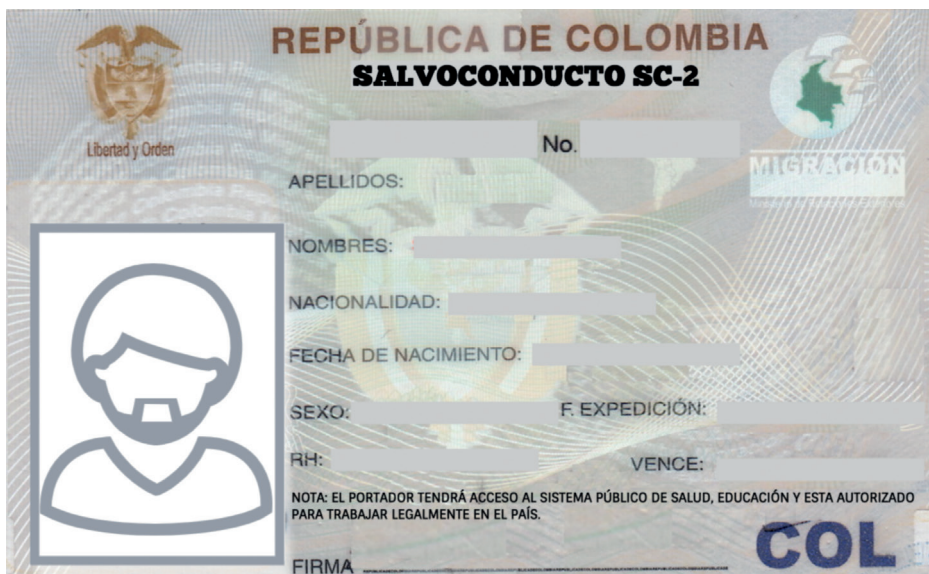 REPÚBLICA DE COLOMBIA
SALVOCONDUCTO SC-2
Libertad y Orden
No.
MIGRACIÓN
APELLIDOS:
NOMBRES:
NACIONALIDAD:
FECHA DE NACIMIENTO:
SEXO: F. EXPEDICIÓN:
RH: VENCE:
NOTA: EL PORTADOR TENDRÁ ACCESO AL SISTEMA PÚBLICO DE SALUD, EDUCACIÓN Y ESTA AUTORIZADO
PARA TRABAJAR LEGALMENTE EN EL PAÍS.
COL
FIRMA